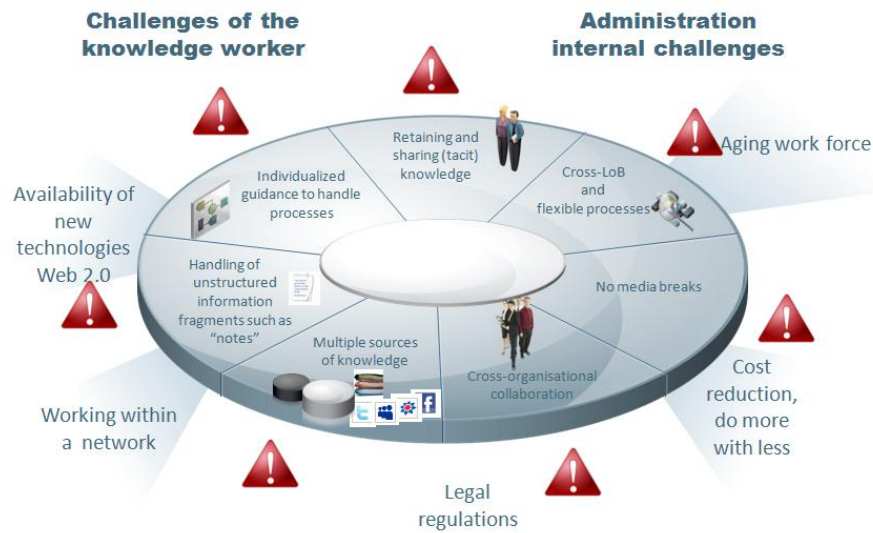 Challenges of the
knowledge worker
Administration
internal challenges
Retaining and
sharing (tacit)
knowledge
Aging work force
Individualized
guidance to handle
processes
Cross-LoB
and
flexible processes
Availability of
new
technologies
Web 2.0
Handling of
unstructured
information
fragments such as
“notes”
No media breaks
Multiple sources
of knowledge
Cross-organisational
collaboration
Cost
reduction,
do more
with less
Working within
a network
Legal
regulations